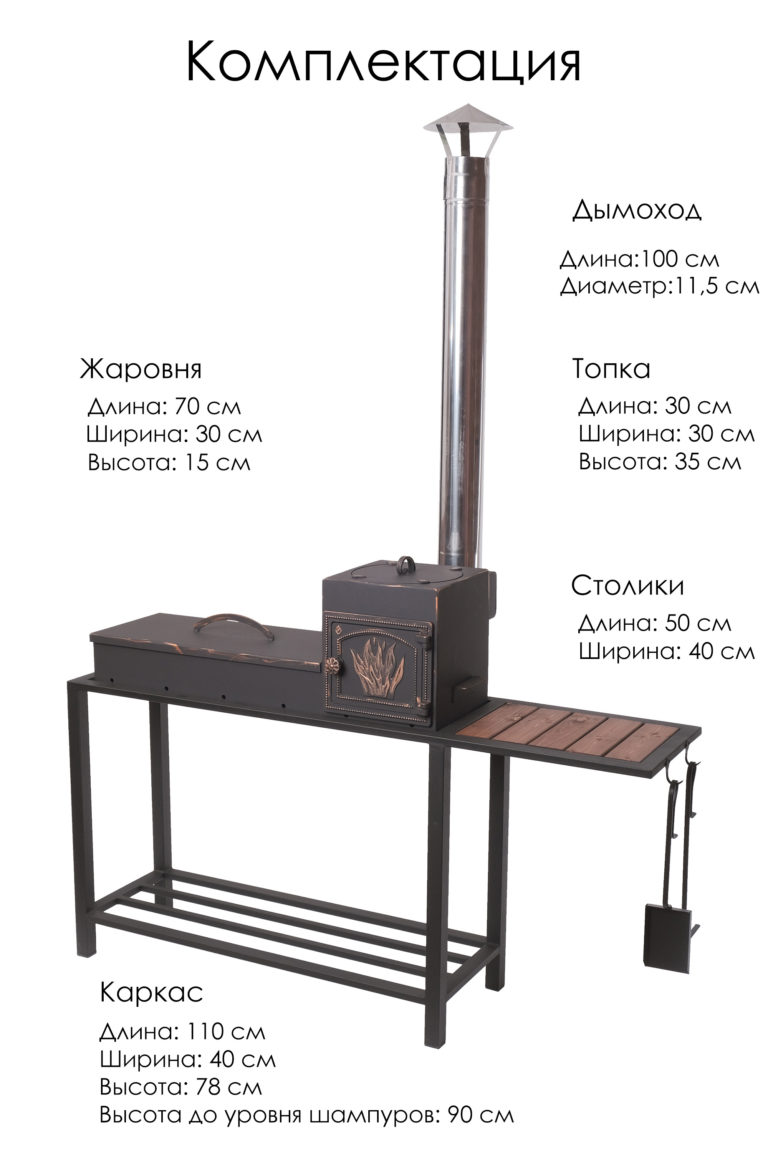 Комплектация
Дымоход
Длина:100 см
Диаметр:11,5 см
Жаровня
Длина: 70 см
Ширина: 30 см
Высота: 15 см
Топка
Длина: 30 см
Ширина: 30 см
Высота: 35 см
Столики
Длина: 50 см
Ширина: 40 см
Каркас
Длина: 110 см
Ширина: 40 см
Высота: 78 см
Высота до уровня шампуров: 90 см